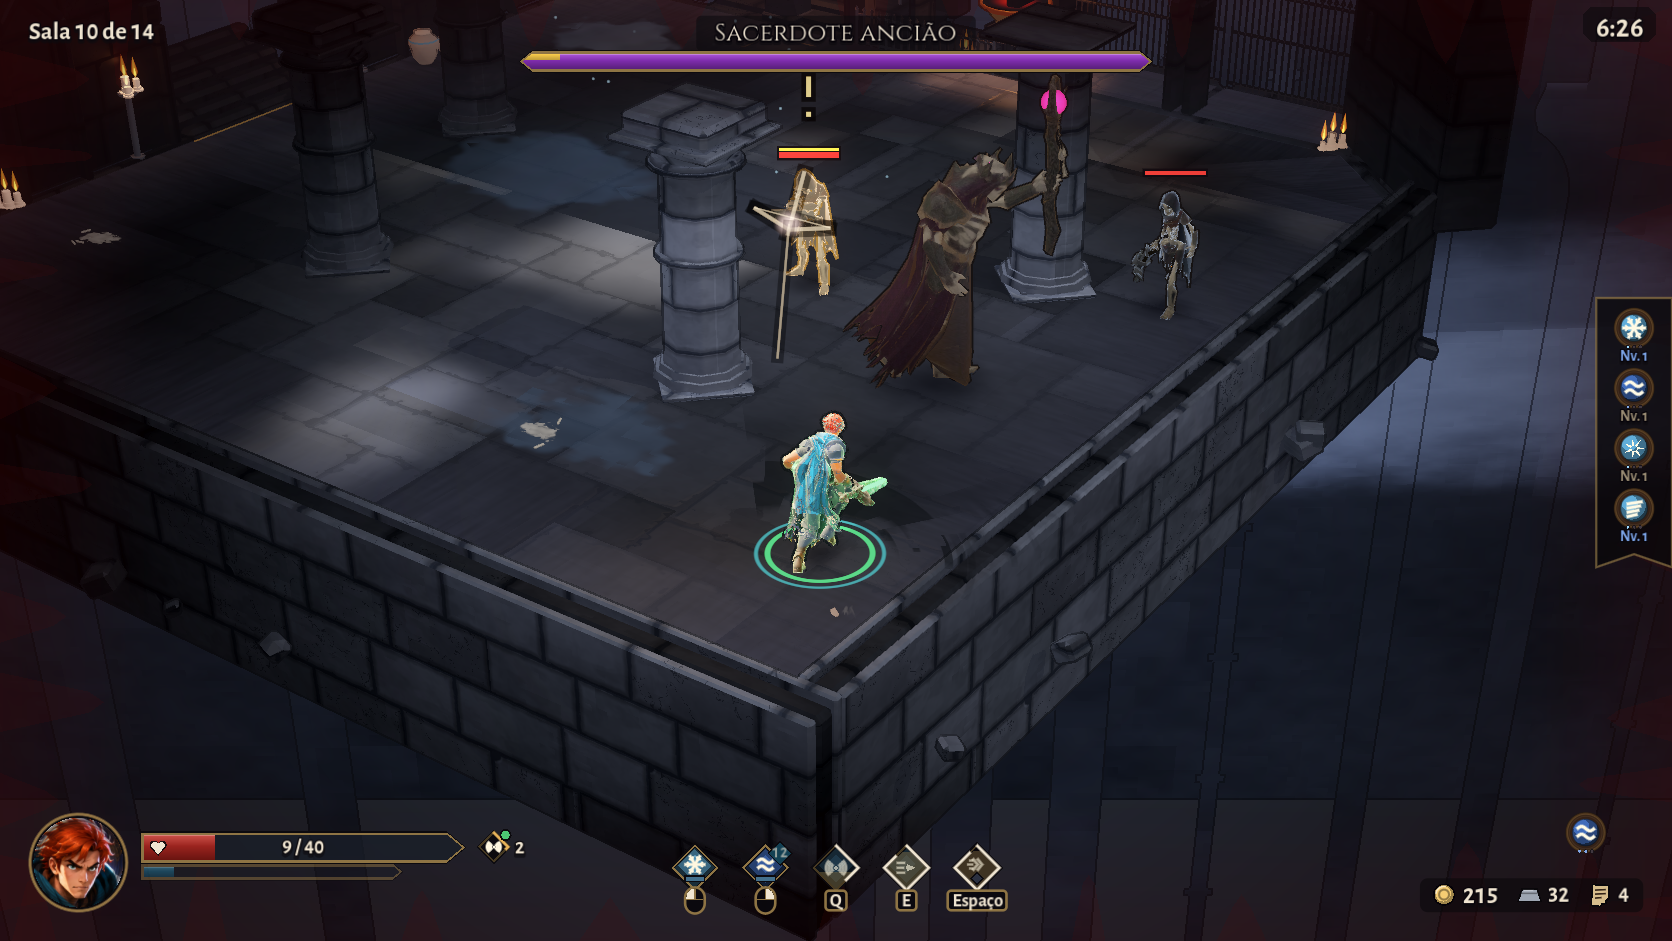 Sala 10 de 14
SACERDOTE ANCIÃO
6:26
Nv.1
Nv.1
Nv.1
Nv.1
9/40
2
12
Q
E
Espaço
215
32
4